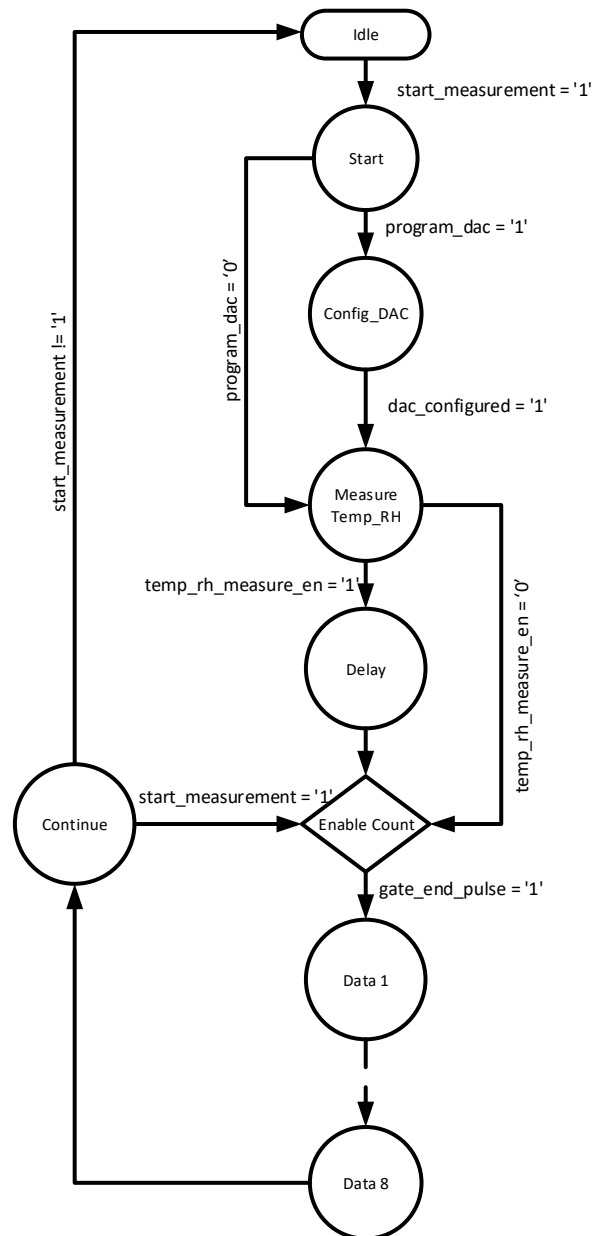 Idle
start_measurement = '1'
Start
program_dac = '1'
program_dac = ‘0’
Config_DAC
start_measurement != '1'
dac_configured = '1'
Measure
Temp_RH
temp_rh_measure_en = '1'
temp_rh_measure_en = ‘0’
Delay
start_measurement = '1'
Continue
Enable Count
gate_end_pulse = '1'
Data 1
Data 8